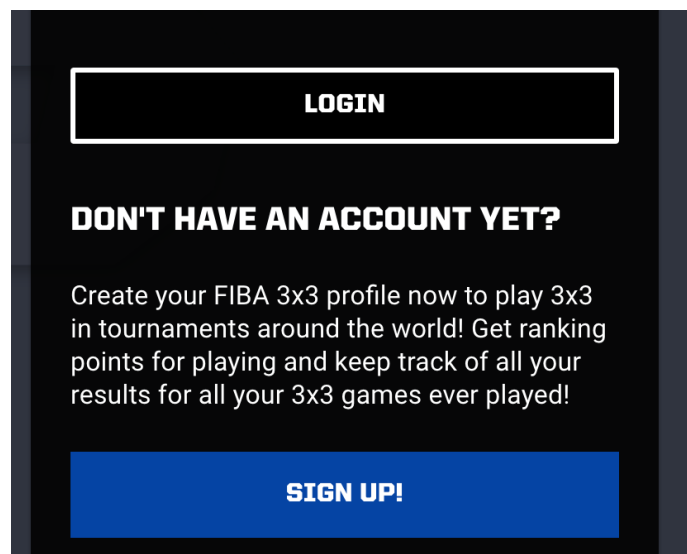 LOGIN
DON'T HAVE AN ACCOUNT YET?
Create your FIBA 3x3 profile now to play 3x3
in tournaments around the world! Get ranking
points for playing and keep track of all your
results for all your 3x3 games ever played!
SIGN UP!